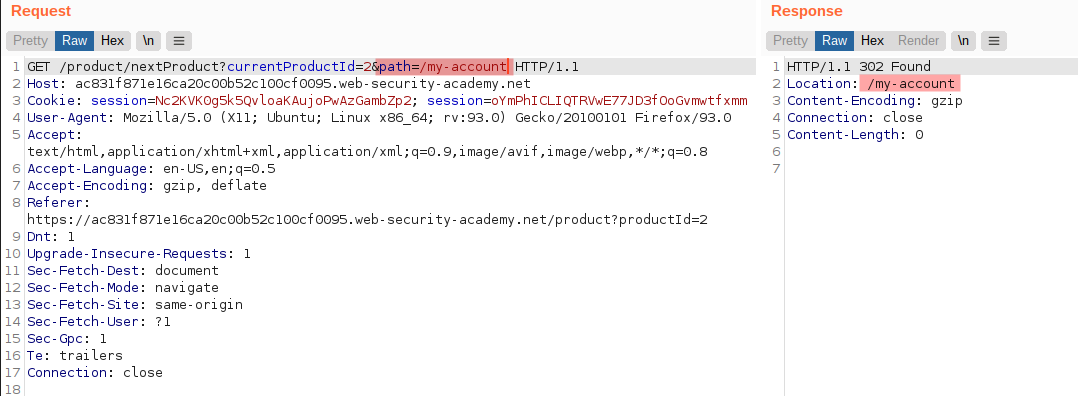 Request
Pretty Raw Hex \n
1 GET /product/nextProduct?currentProductId=2&path=/my-account HTTP/1.1
2 Host: ac831f871e16ca20c00b52c100cf0095.web-security-academy.net
3 Cookie: session=Nc2KVK0g5k5QvloaKAujoPwAzGambZp2; session=oYmPhICLIQTRVwE77JD3fOoGvmwtfxmm
4 User-Agent: Mozilla/5.0 (X11; Ubuntu; Linux x86_64; rv:93.0) Gecko/20100101 Firefox/93.0
5 Accept:
text/html,application/xhtml+xml,application/xml;q=0.9,image/avif,image/webp,*/*;q=0.8
6 Accept-Language: en-US,en;q=0.5
7 Accept-Encoding: gzip, deflate
8 Referer:
https://ac831f871e16ca20c00b52c100cf0095.web-security-academy.net/product?productId=2
9 Dnt: 1
10 Upgrade-Insecure-Requests: 1
11 Sec-Fetch-Dest: document
12 Sec-Fetch-Mode: navigate
13 Sec-Fetch-Site: same-origin
14 Sec-Fetch-User: ?1
15 Sec-Gpc: 1
16 Te: trailers
17 Connection: close
18
Response
Pretty Raw Hex Render \n
1 HTTP/1.1 302 Found
2 Location: /my-account
3 Content-Encoding: gzip
4 Connection: close
5 Content-Length: 0
6
7